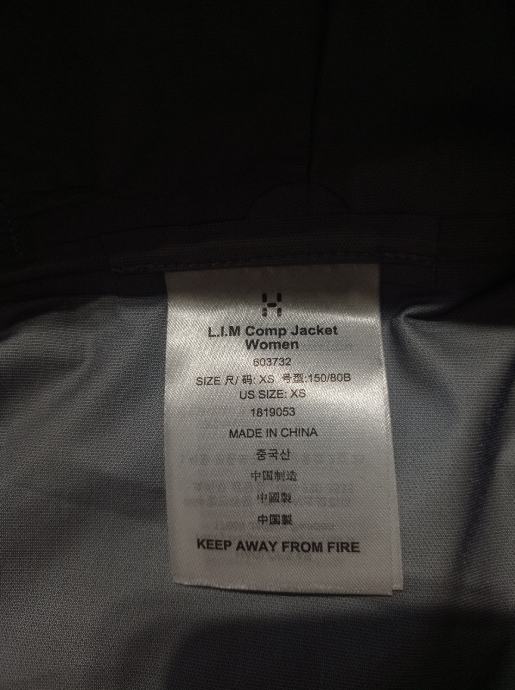 L.I.M Comp Jacket
Women
603732
SIZE 尺/ 码: XS 号型:150/80B
US SIZE: XS
1819053
MADE IN CHINA
중국산
中国制造
中國製
中国製
KEEP AWAY FROM FIRE